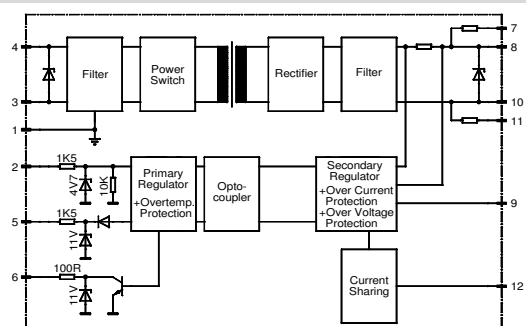 7
4
8
Filter
Power
Switch
Rectifier
Filter
3
10
1
11
2
1K5
4V7
10K
Primary
Regulator
+Overtemp.
Protection
Opto-
coupler
Secondary
Regulator
+Over Current
Protection
+Over Voltage
Protection
9
5
1K5
11V
6
100R
11V
Current
Sharing
12